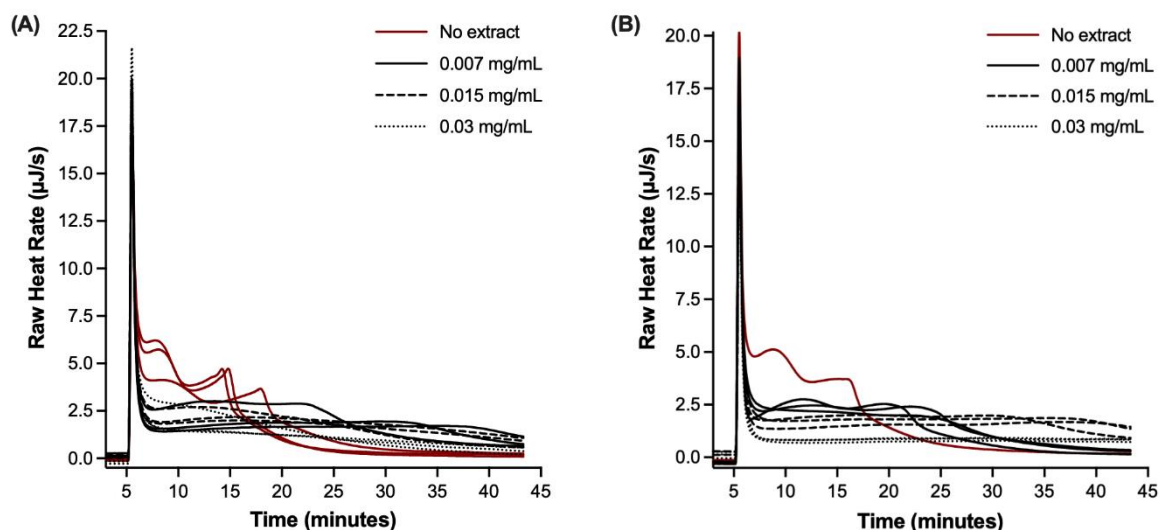 (A)
22.5
20.0
17.5
15.0
12.5
10.0
7.5
5.0
2.5
0.0
Raw Heat Rate (µJ/s)
5 10 15 20 25 30 35 40 45
Time (minutes)
No extract
0.007 mg/mL
0.015 mg/mL
0.03 mg/mL
(B)
20.0
17.5
15.0
12.5
10.0
7.5
5.0
2.5
0.0
Raw Heat Rate (µJ/s)
5 10 15 20 25 30 35 40 45
Time (minutes)
No extract
0.007 mg/mL
0.015 mg/mL
0.03 mg/mL